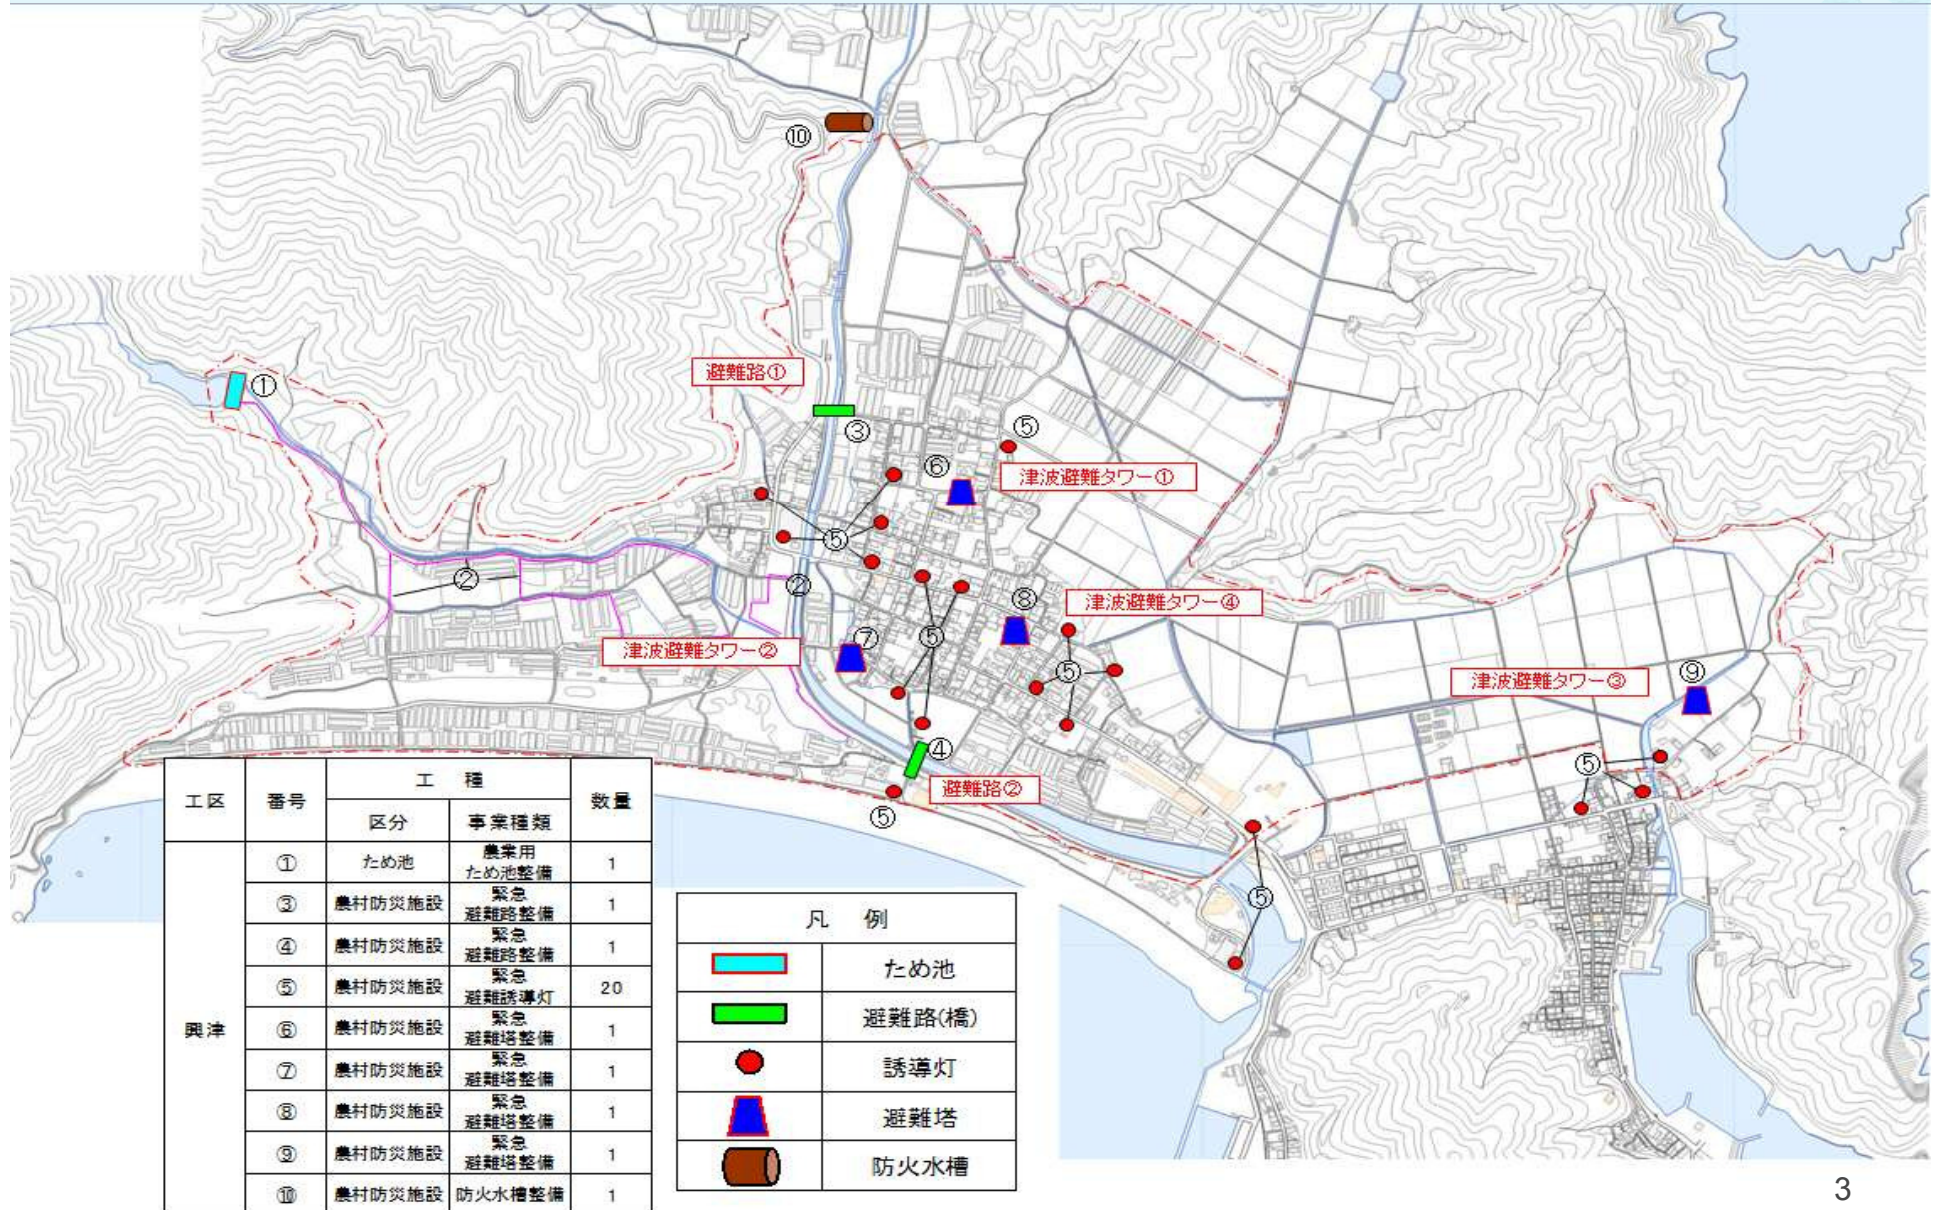 ⑩
避難路①
①
③
⑤
⑥
津波避難タワー①
⑤
②
②
⑧
津波避難タワー④
⑦
⑤
津波避難タワー②
⑤
津波避難タワー③
⑨
④
避難路②
⑤
⑤
⑤
工区 番号 工 種 数量
区分 事業種類
興津
① ため池 農業用
ため池整備 1
③ 農村防災施設 緊急
避難路整備 1
④ 農村防災施設 緊急
避難路整備 1
⑤ 農村防災施設 緊急
避難誘導灯 20
⑥ 農村防災施設 緊急
避難塔整備 1
⑦ 農村防災施設 緊急
避難塔整備 1
⑧ 農村防災施設 緊急
避難塔整備 1
⑨ 農村防災施設 緊急
避難塔整備 1
⑩ 農村防災施設 防火水槽整備 1
凡 例
ため池
避難路(橋)
誘導灯
避難塔
防火水槽
3